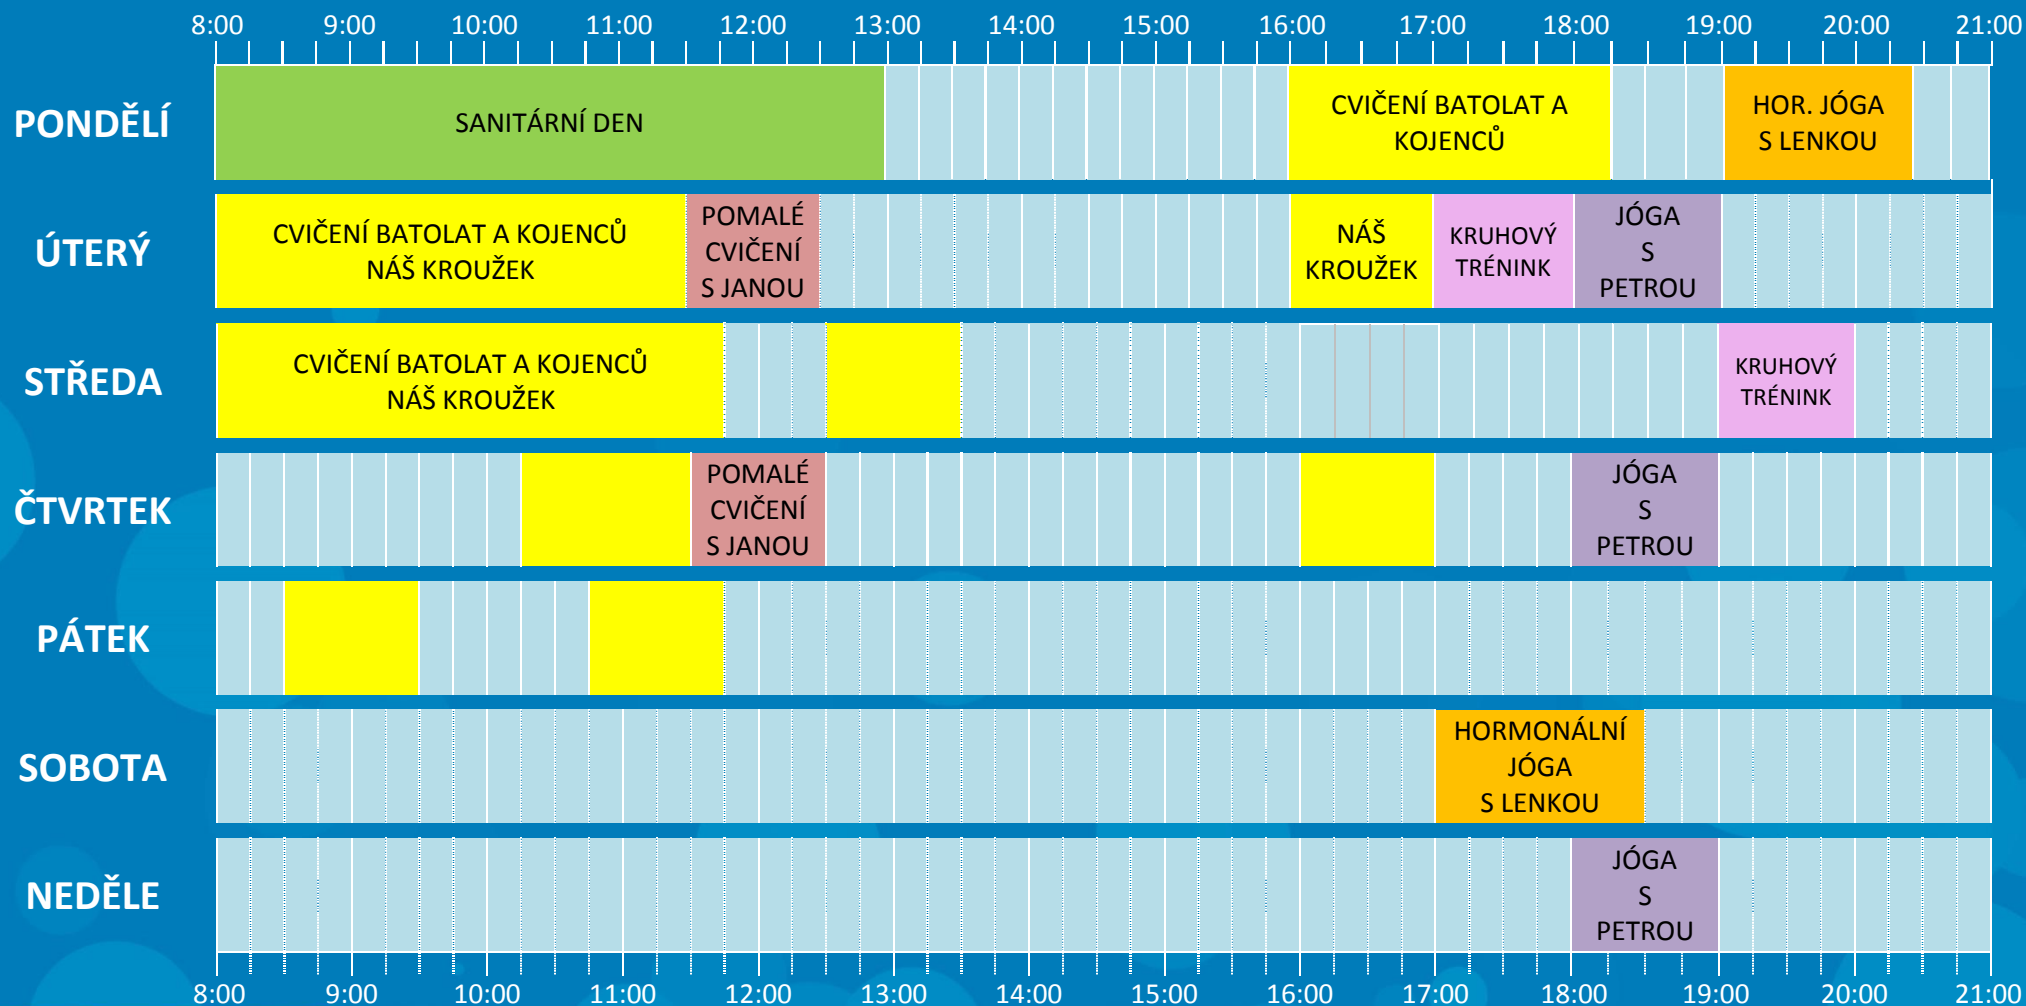 8:00 9:00 10:00 11:00 12:00 13:00 14:00 15:00 16:00 17:00 18:00 19:00 20:00 21:00
PONDĚLÍ
SANITÁRNÍ DEN
CVIČENÍ BATOLAT A
KOJENCŮ
HOR. JÓGA
S LENKOU
ÚTERÝ
CVIČENÍ BATOLAT A KOJENCŮ
NÁŠ KROUŽEK
POMALÉ
CVIČENÍ
S JANOU
NÁŠ
KROUŽEK
KRUHOVÝ
TRÉNINK
JÓGA
S
PETROU
STŘEDA
CVIČENÍ BATOLAT A KOJENCŮ
NÁŠ KROUŽEK
KRUHOVÝ
TRÉNINK
ČTVRTEK
POMALÉ
CVIČENÍ
S JANOU
JÓGA
S
PETROU
PÁTEK
SOBOTA
HORMONÁLNÍ
JÓGA
S LENKOU
NEDĚLE
JÓGA
S
PETROU
8:00 9:00 10:00 11:00 12:00 13:00 14:00 15:00 16:00 17:00 18:00 19:00 20:00 21:00